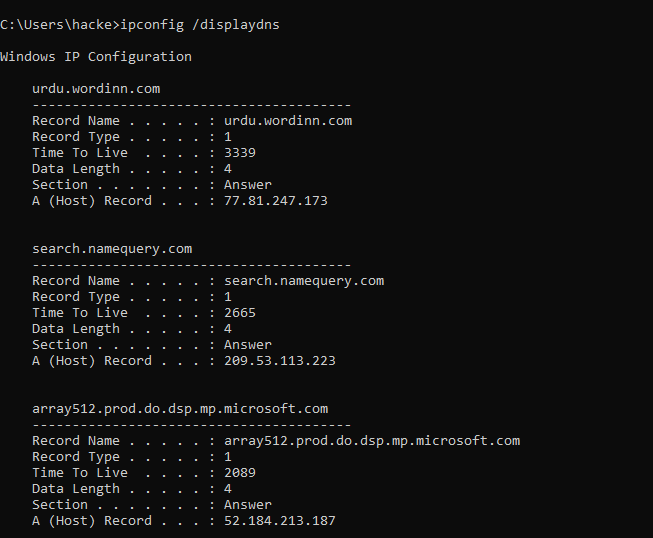 C:\Users\hacke>ipconfig /displaydns
Windows IP Configuration
urdu.wordinn.com
----------------------------------------
Record Name . . . . . : urdu.wordinn.com
Record Type . . . . . : 1
Time To Live  . . . . : 3339
Data Length . . . . . : 4
Section . . . . . . . : Answer
A (Host) Record . . . : 77.81.247.173
search.namequery.com
----------------------------------------
Record Name . . . . . : search.namequery.com
Record Type . . . . . : 1
Time To Live  . . . . : 2665
Data Length . . . . . : 4
Section . . . . . . . : Answer
A (Host) Record . . . : 209.53.113.223
array512.prod.do.dsp.mp.microsoft.com
----------------------------------------
Record Name . . . . . : array512.prod.do.dsp.mp.microsoft.com
Record Type . . . . . : 1
Time To Live  . . . . : 2089
Data Length . . . . . : 4
Section . . . . . . . : Answer
A (Host) Record . . . : 52.184.213.187